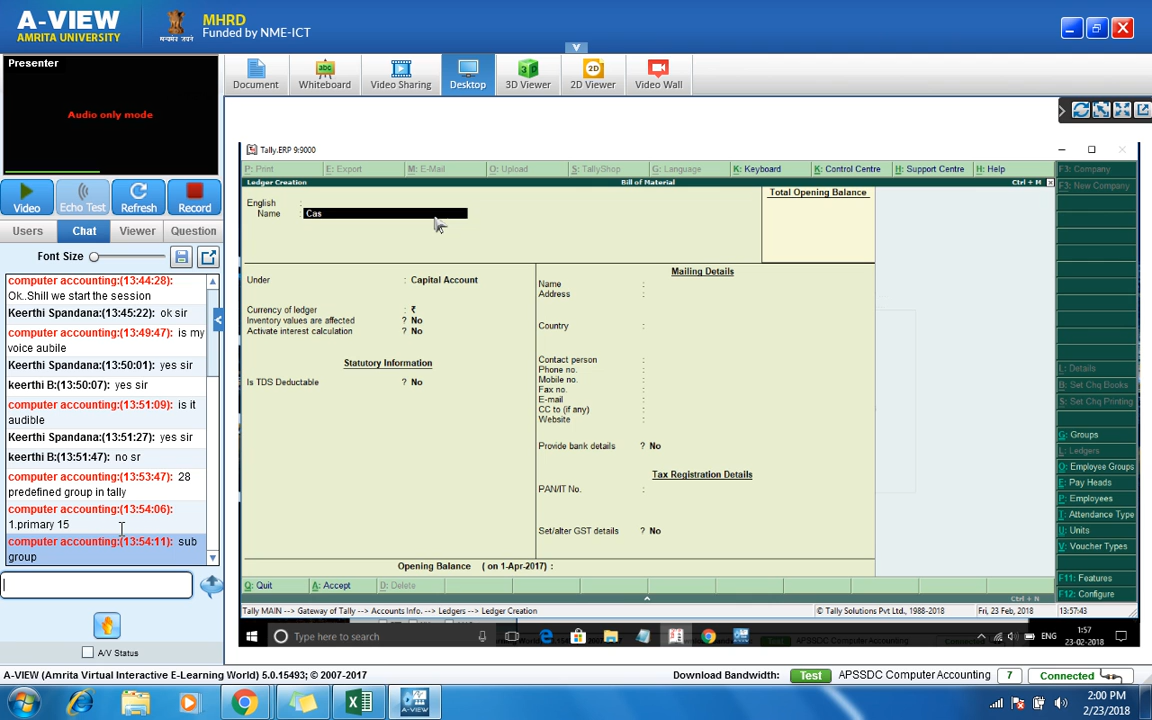 A-VIEW
AMRITA UNIVERSITY
MHRD
Funded by NME-ICT
Presenter
Audio only mode
Document
Whiteboard
Video Sharing
Desktop
3D Viewer
2D Viewer
Video Wall
Video
Echo Test
Refresh
Record
Users
Chat
Viewer
Question
Font Size
computer accounting:(13:44:28):
Ok..Shill we start the session
Keerthi Spandana:(13:45:22): ok sir
computer accounting:(13:49:47): is my
voice aubile
Keerthi Spandana:(13:50:01): yes sir
keerthi B:(13:50:07): yes sir
computer accounting:(13:51:09): is it
audible
Keerthi Spandana:(13:51:27): yes sir
keerthi B:(13:51:47): no sr
computer accounting:(13:53:47): 28
predefined group in tally
computer accounting:(13:54:06):
1.primary 15
computer accounting:(13:54:11): sub
group
A/V Status
Tally.ERP 9:9000
P: Print
E: Export
M: E-Mail
O: Upload
S: TallyShop
G: Language
K: Keyboard
K: Control Centre
H: Support Centre
H: Help
Ledger Creation
Bill of Material
Ctrl + M
English :
Name : Cas
Total Opening Balance
Under : Capital Account
Currency of ledger : ₹
Inventory values are affected ? No
Activate interest calculation ? No
Statutory Information
Is TDS Deductable ? No
Mailing Details
Name :
Address :
Country :
Contact person :
Phone no. :
Mobile no. :
Fax no. :
E-mail :
CC to (if any) :
Website :
Provide bank details ? No
Tax Registration Details
PAN/IT No. :
Set/alter GST details ? No
Opening Balance ( on 1-Apr-2017) :
F3: Company
F3: New Company
L: Details
B: Set Chq Books
S: Set Chq Printing
G: Groups
L: Ledgers
O: Employee Groups
E: Pay Heads
P: Employees
T: Attendance Type
U: Units
V: Voucher Types
F11: Features
F12: Configure
Q: Quit
A: Accept
D: Delete
Ctrl + N
Tally MAIN --> Gateway of Tally --> Accounts Info. --> Ledgers --> Ledger Creation
© Tally Solutions Pvt Ltd., 1988-2018
Fri, 23 Feb, 2018
13:57:43
Type here to search
ENG
1:57
23-02-2018
A-VIEW (Amrita Virtual Interactive E-Learning World) 5.0.15493; © 2007-2017
Download Bandwidth:
Test
APSSDC Computer Accounting
7
Connected
2:00 PM
2/23/2018